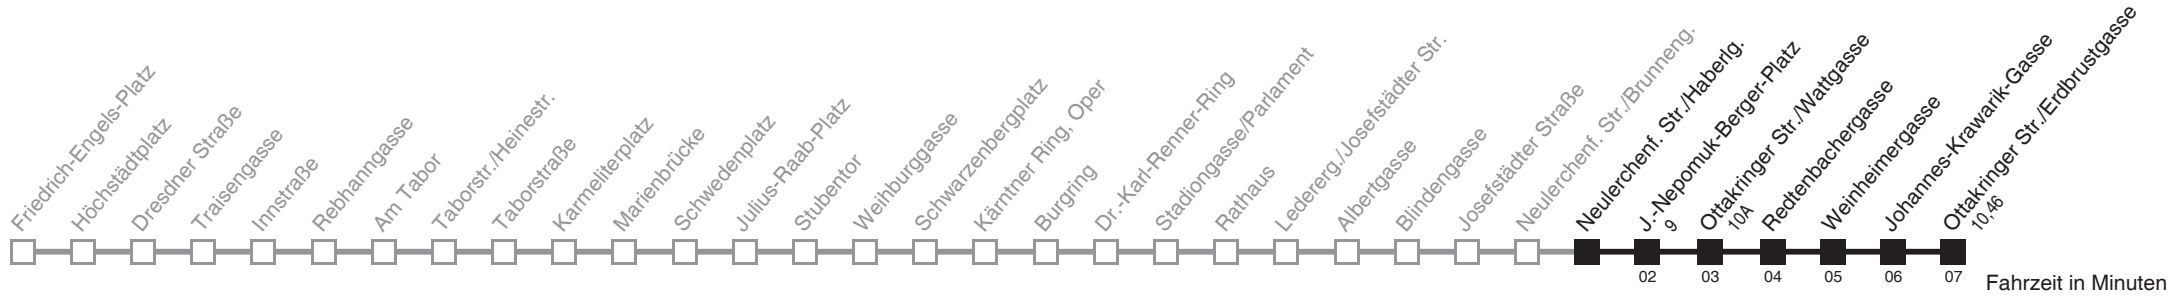 Friedrich-Engels-Platz
Höchstädtplatz
Dresdner Straße
Traisengasse
Innstraße
Rebhanngasse
Am Tabor
Taborstr./Heinestr.
Taborstraße
Karmeliterplatz
Marienbrücke
Schwedenplatz
Julius-Raab-Platz
Stubentor
Weihburggasse
Schwarzenbergplatz
Kärntner Ring, Oper
Burgring
Dr.-Karl-Renner-Ring
Stadiongasse/Parlament
Rathaus
Ledererg./Josefstädter Str.
Albertgasse
Blindengasse
Josefstädter Straße
Neulerchenf. Str./Brunneng.
Neulerchenf. Str./Haberlg.
J.-Nepomuk-Berger-Platz
9
Ottakringer Str./Wattgasse
10A
Redtenbachergasse
Weinheimergasse
Johannes-Krawarik-Gasse
Ottakringer Str./Erdbrustgasse
10,46
02 03 04 05 06 07
Fahrzeit in Minuten